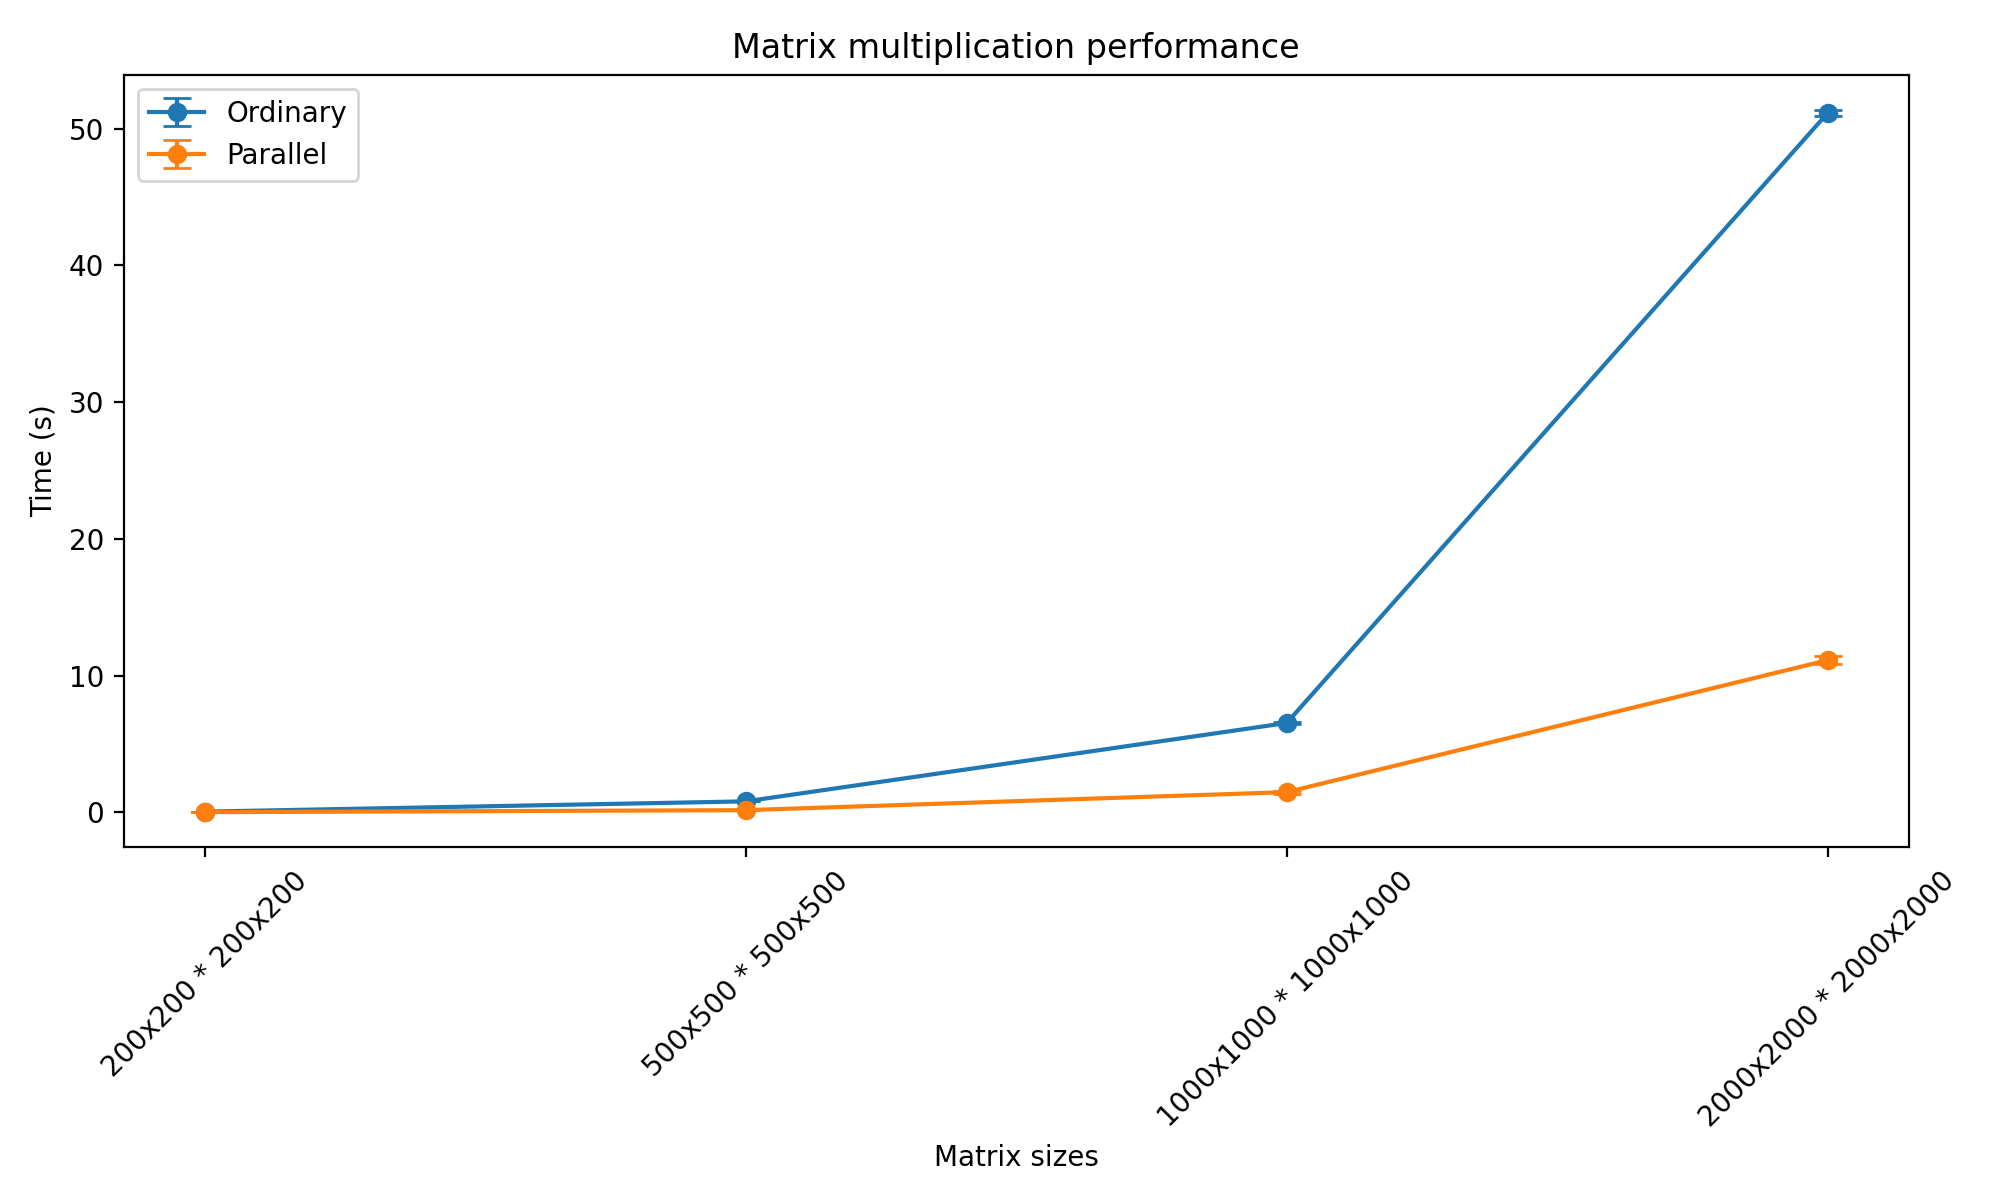 Matrix multiplication performance
Ordinary
Parallel
50
40
30
20
10
0
Time (s)
200x200 * 200x200
500x500 * 500x500
1000x1000 * 1000x1000
2000x2000 * 2000x2000
Matrix sizes